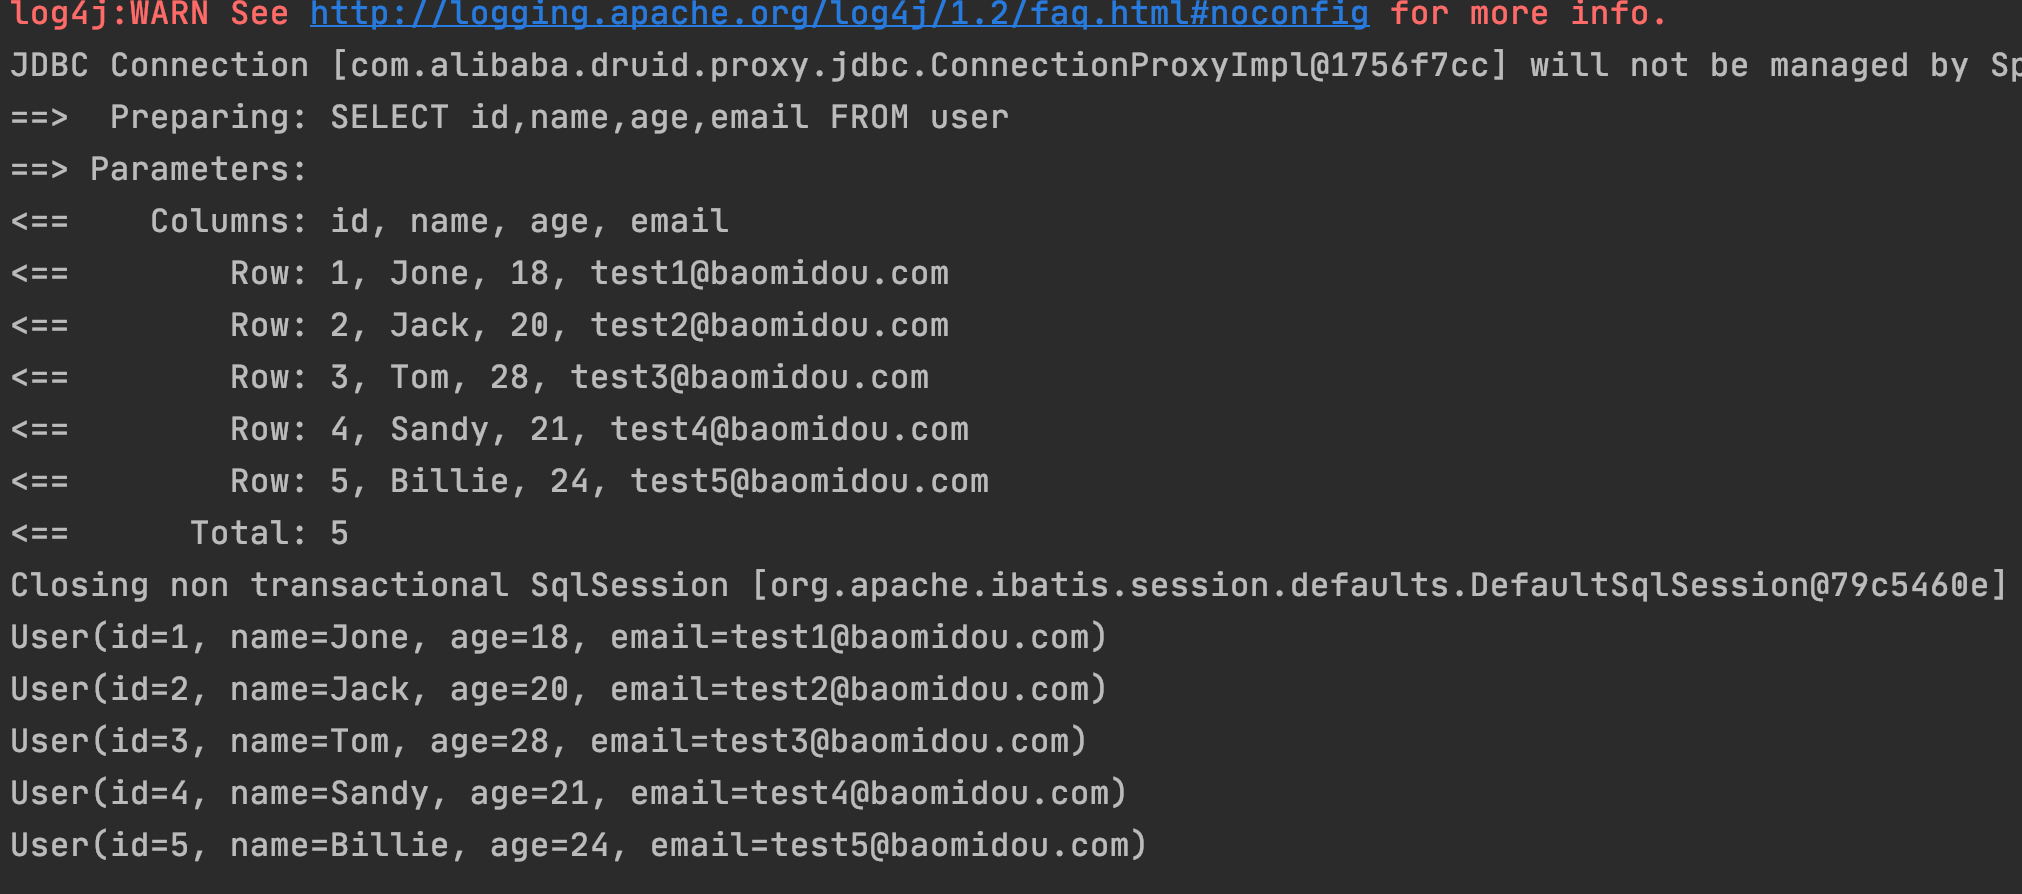 log4j:WARN See http://logging.apache.org/log4j/1.2/faq.html#noconfig for more info.
JDBC Connection [com.alibaba.druid.proxy.jdbc.ConnectionProxyImpl@1756f7cc] will not be managed by Sp
==>  Preparing: SELECT id,name,age,email FROM user
==> Parameters:
<==    Columns: id, name, age, email
<==        Row: 1, Jone, 18, test1@baomidou.com
<==        Row: 2, Jack, 20, test2@baomidou.com
<==        Row: 3, Tom, 28, test3@baomidou.com
<==        Row: 4, Sandy, 21, test4@baomidou.com
<==        Row: 5, Billie, 24, test5@baomidou.com
<==      Total: 5
Closing non transactional SqlSession [org.apache.ibatis.session.defaults.DefaultSqlSession@79c5460e]
User(id=1, name=Jone, age=18, email=test1@baomidou.com)
User(id=2, name=Jack, age=20, email=test2@baomidou.com)
User(id=3, name=Tom, age=28, email=test3@baomidou.com)
User(id=4, name=Sandy, age=21, email=test4@baomidou.com)
User(id=5, name=Billie, age=24, email=test5@baomidou.com)